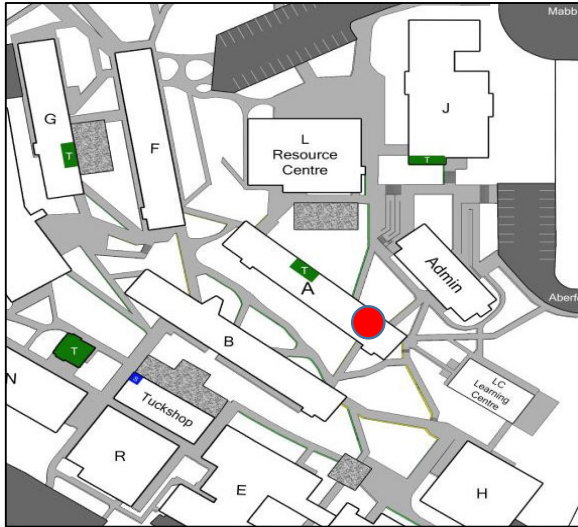 Mabb
J
G
T
F
L
Resource
Centre
T
T
A
Admin
Aberf
B
T
LC
Learning
Centre
N
S
Tuckshop
R
E
H